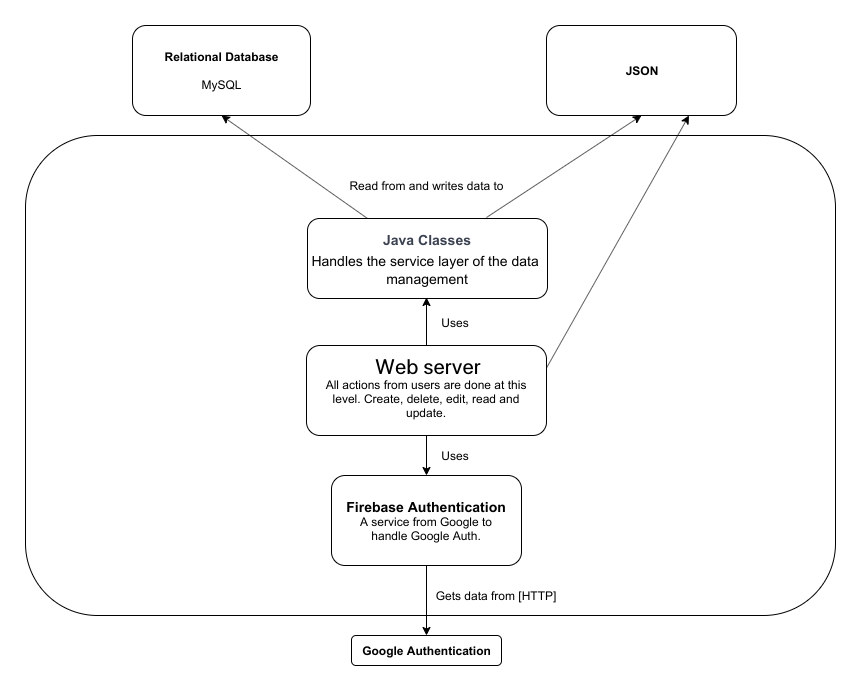 Relational Database
MySQL
JSON
Read from and writes data to
Java Classes
Handles the service layer of the data
management
Uses
Web server
All actions from users are done at this
level. Create, delete, edit, read and
update.
Uses
Firebase Authentication
A service from Google to
handle Google Auth.
Gets data from [HTTP]
Google Authentication